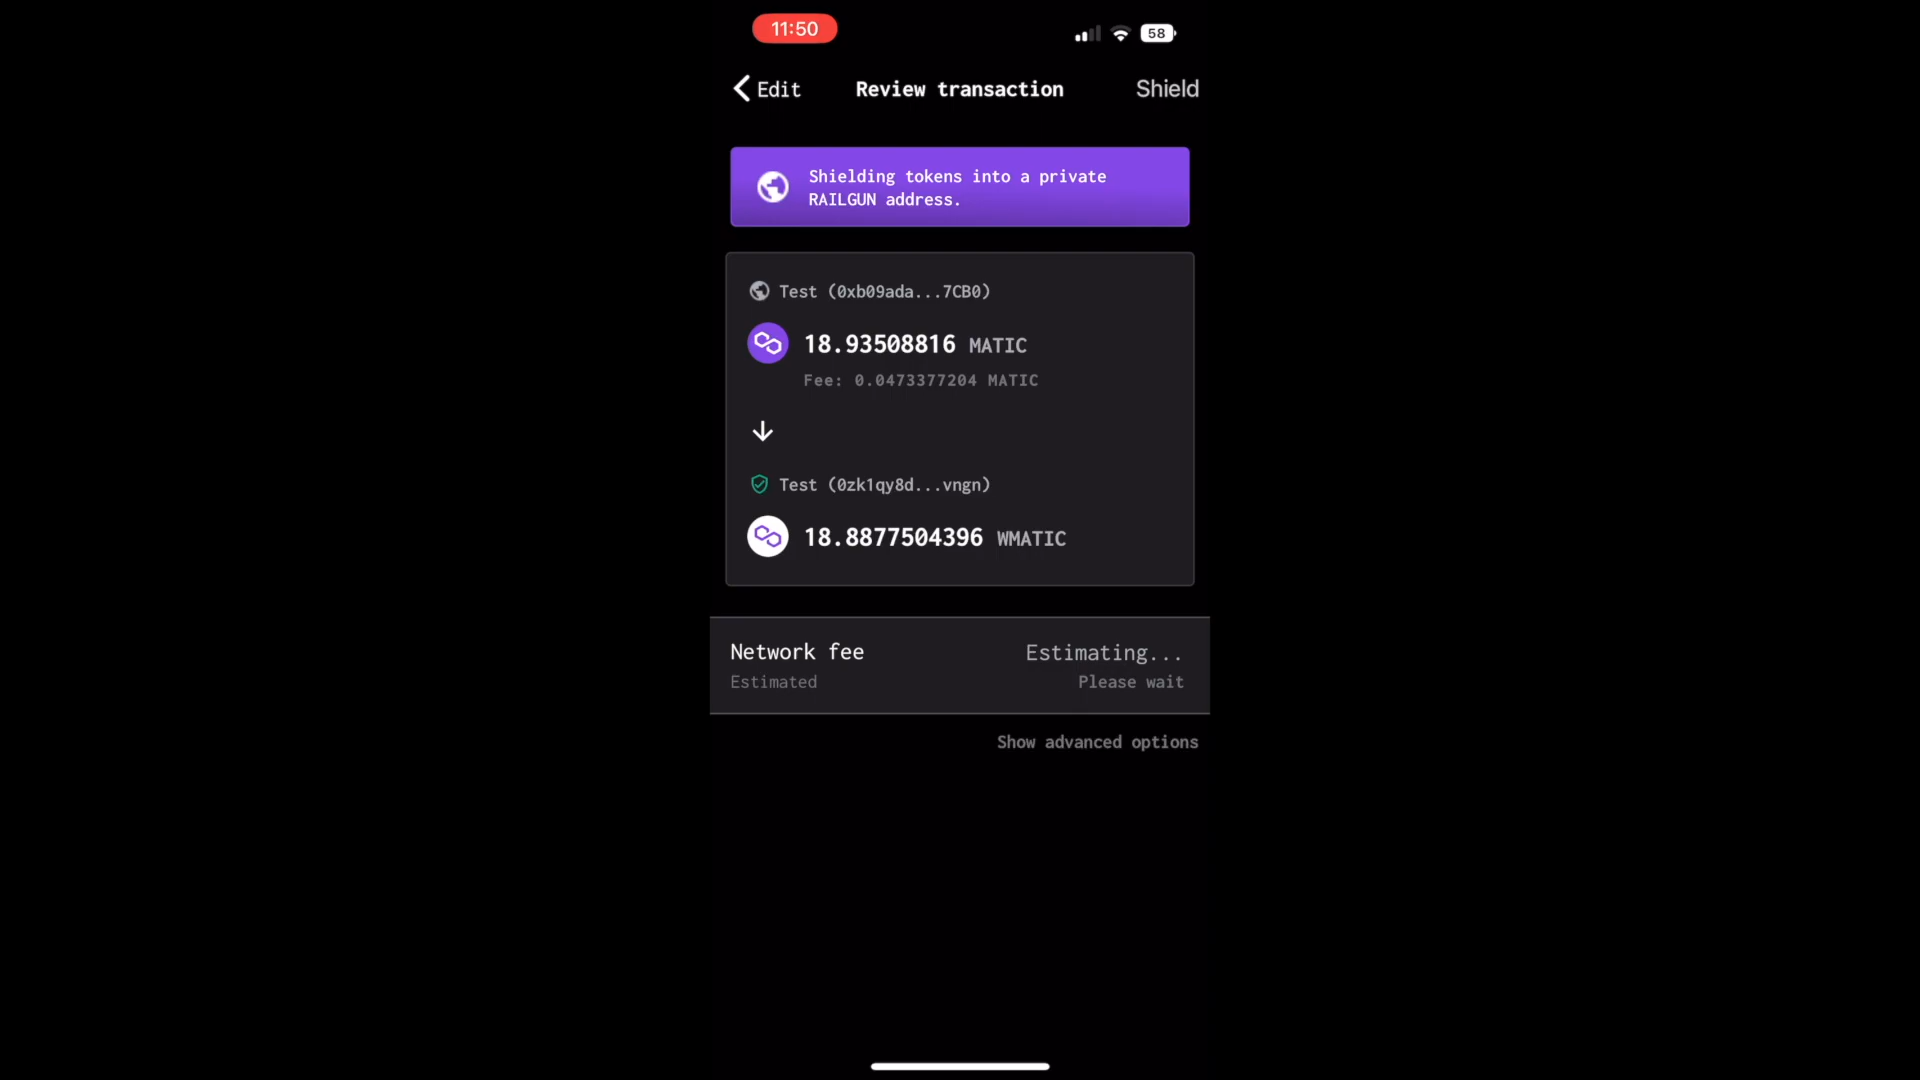 11:50
58
Edit
Review transaction
Shield
Shielding tokens into a private
RAILGUN address.
Test (0xb09ada...7CB0)
18.93508816 MATIC
Fee: 0.0473377204 MATIC
Test (0zk1qy8d...vngn)
18.8877504396 WMATIC
Network fee
Estimating...
Estimated
Please wait
Show advanced options